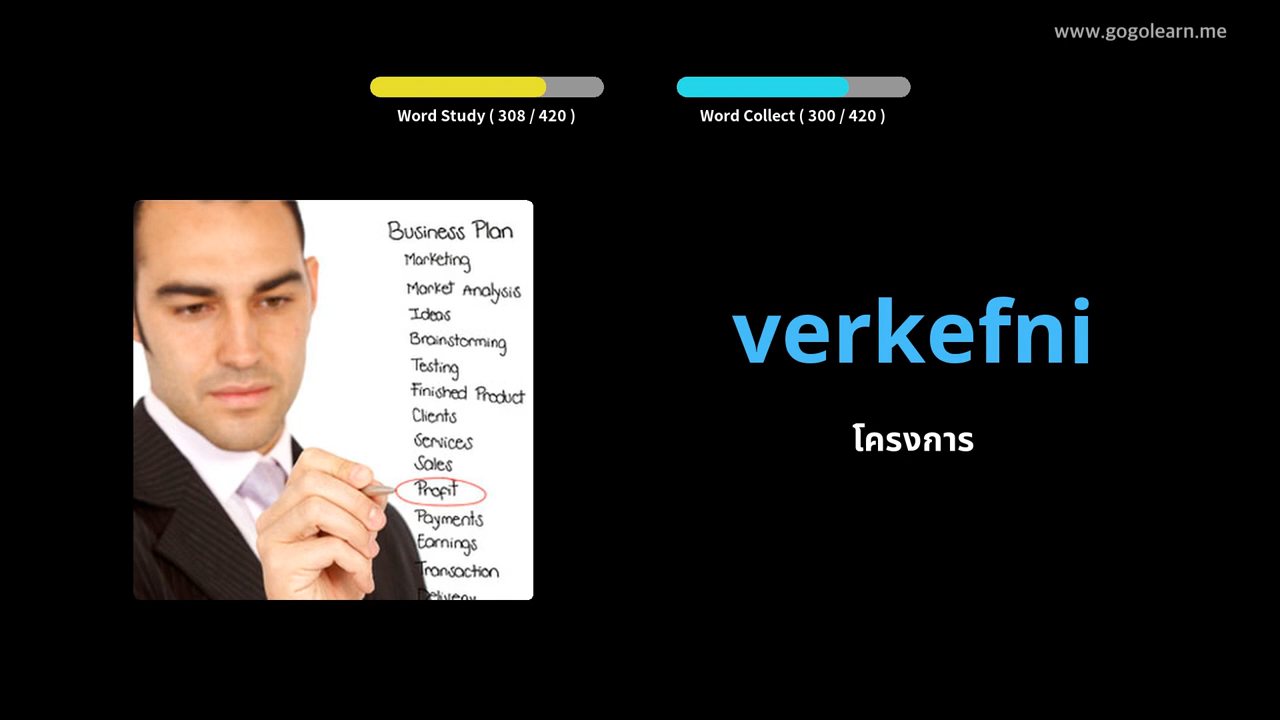 www.gogolearn.me
Word Study ( 308 / 420 )
Word Collect ( 300 / 420 )
Business Plan
Marketing
Market Analysis
Ideas
Brainstorming
Testing
Finished Product
Clients
Services
Sales
Profit
Payments
Earnings
Transaction
Delivery
verkefni
โครงการ